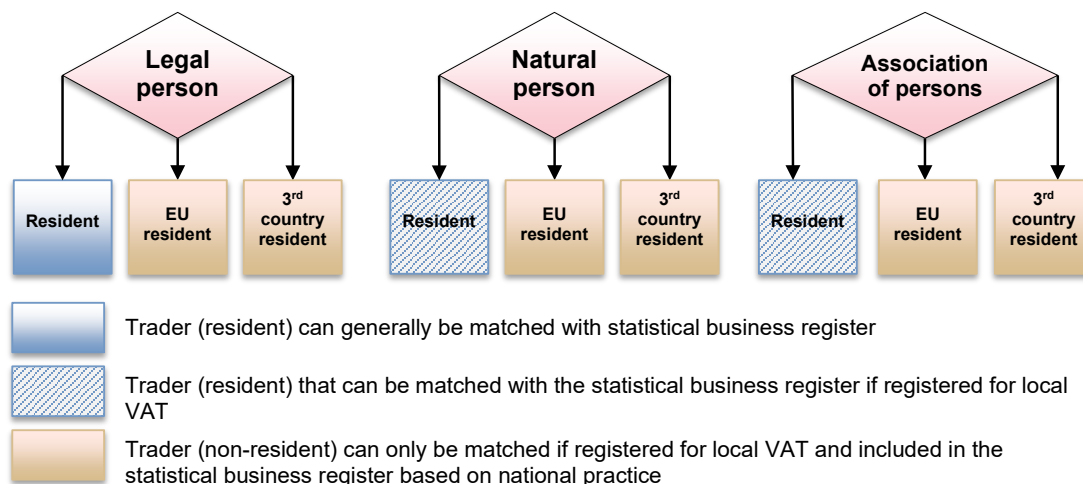 Legal
person
Natural
person
Association
of persons
Resident
EU
resident
3rd
country
resident
Resident
EU
resident
3rd
country
resident
Resident
EU
resident
3rd
country
resident
Trader (resident) can generally be matched with statistical business register
Trader (resident) that can be matched with the statistical business register if registered for local
VAT
Trader (non-resident) can only be matched if registered for local VAT and included in the
statistical business register based on national practice